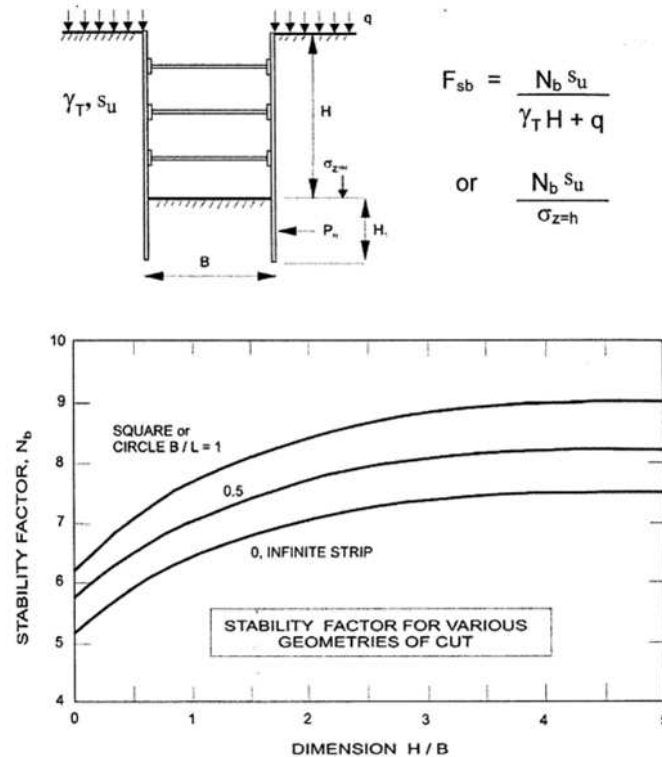 q
γT, su
H
σz=
B
H
Fsb = Nb su
γT H + q
or Nb su
σz=h
10
9
8
7
6
5
4
STABILITY FACTOR, Nb
SQUARE or
CIRCLE B / L = 1
0.5
0, INFINITE STRIP
STABILITY FACTOR FOR VARIOUS
GEOMETRIES OF CUT
0 1 2 3 4 5
DIMENSION H / B